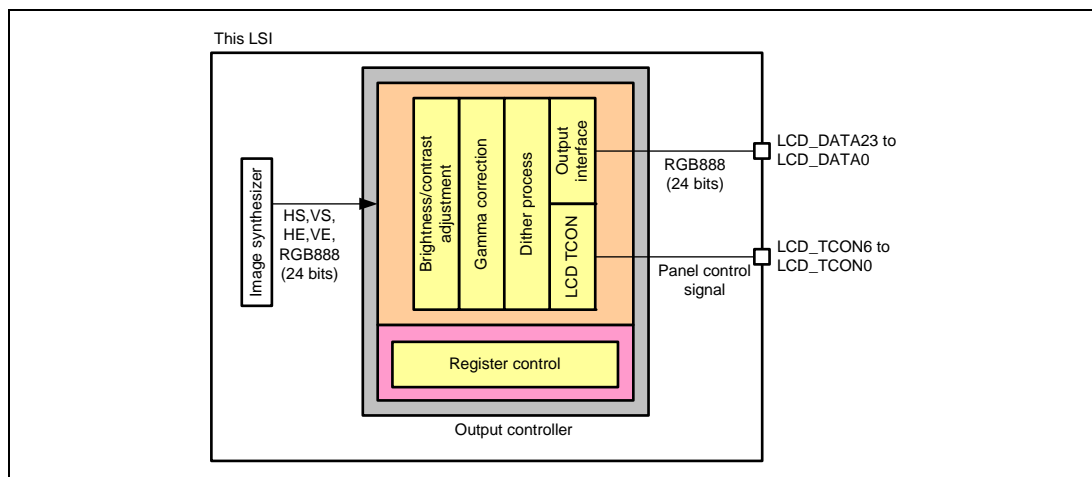 This LSI
Image synthesizer
HS,VS,
HE,VE,
RGB888
(24 bits)
Brightness/contrast
adjustment
Gamma correction
Dither process
Output
interface
LCD TCON
Register control
Output controller
RGB888
(24 bits)
LCD_DATA23 to
LCD_DATA0
Panel control
signal
LCD_TCON6 to
LCD_TCON0